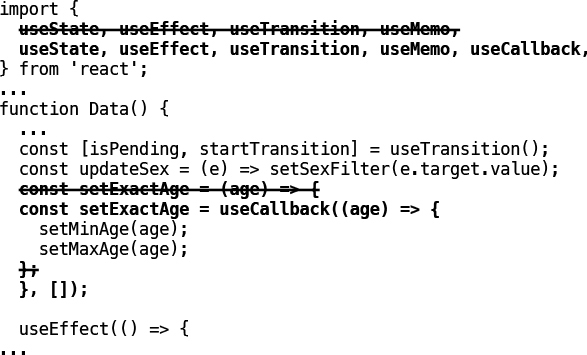 import {
  useState, useEffect, useTransition, useMemo,
  useState, useEffect, useTransition, useMemo, useCallback,
} from 'react';
...
function Data() {
  ...
  const [isPending, startTransition] = useTransition();
  const updateSex = (e) => setSexFilter(e.target.value);
  const setExactAge = (age) => {
  const setExactAge = useCallback((age) => {
    setMinAge(age);
    setMaxAge(age);
  };
  }, []);

  useEffect(() => {
...